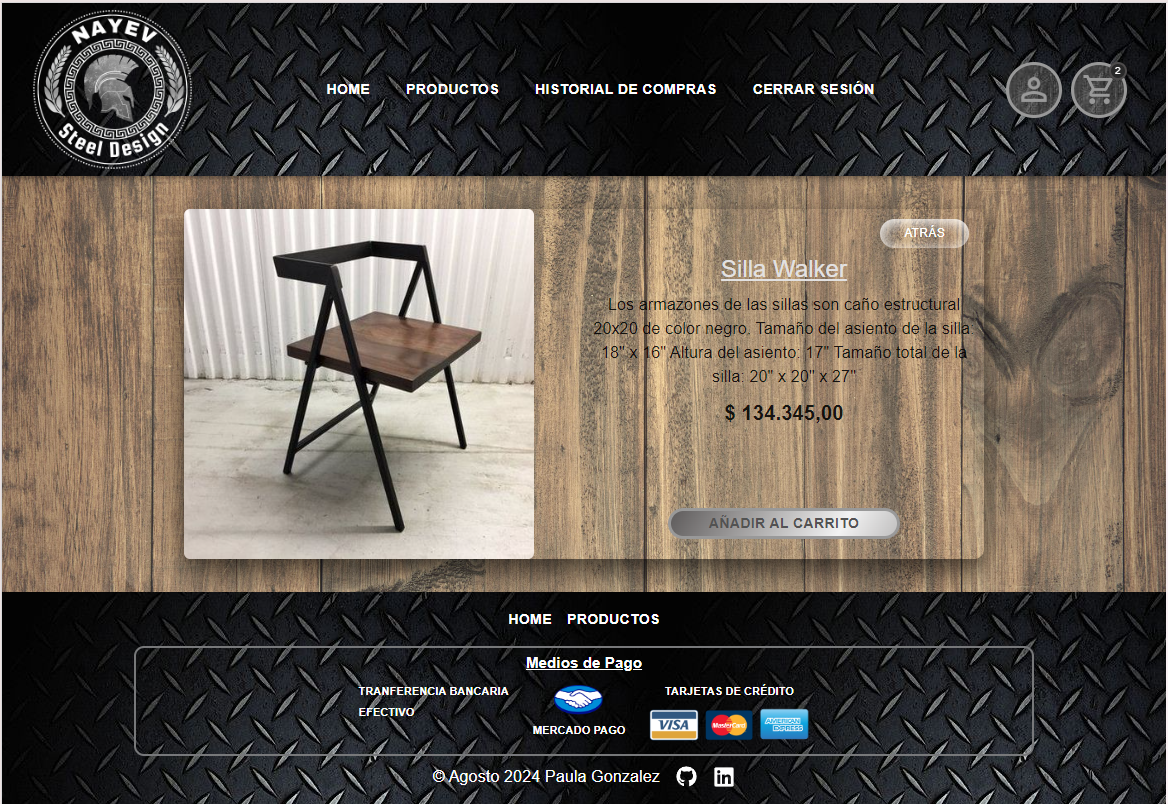 NAYEV
Steel Design
HOME PRODUCTOS HISTORIAL DE COMPRAS CERRAR SESIÓN
2
ATRÁS
Silla Walker
Los armazones de las sillas son caño estructural
20x20 de color negro. Tamaño del asiento de la silla:
18" x 16" Altura del asiento: 17" Tamaño total de la
silla: 20" x 20" x 27"
$ 134.345,00
AÑADIR AL CARRITO
HOME PRODUCTOS
Medios de Pago
TRANFERENCIA BANCARIA
EFECTIVO
MERCADO PAGO
TARJETAS DE CRÉDITO
VISA MasterCard AMERICAN EXPRESS
© Agosto 2024 Paula Gonzalez
in